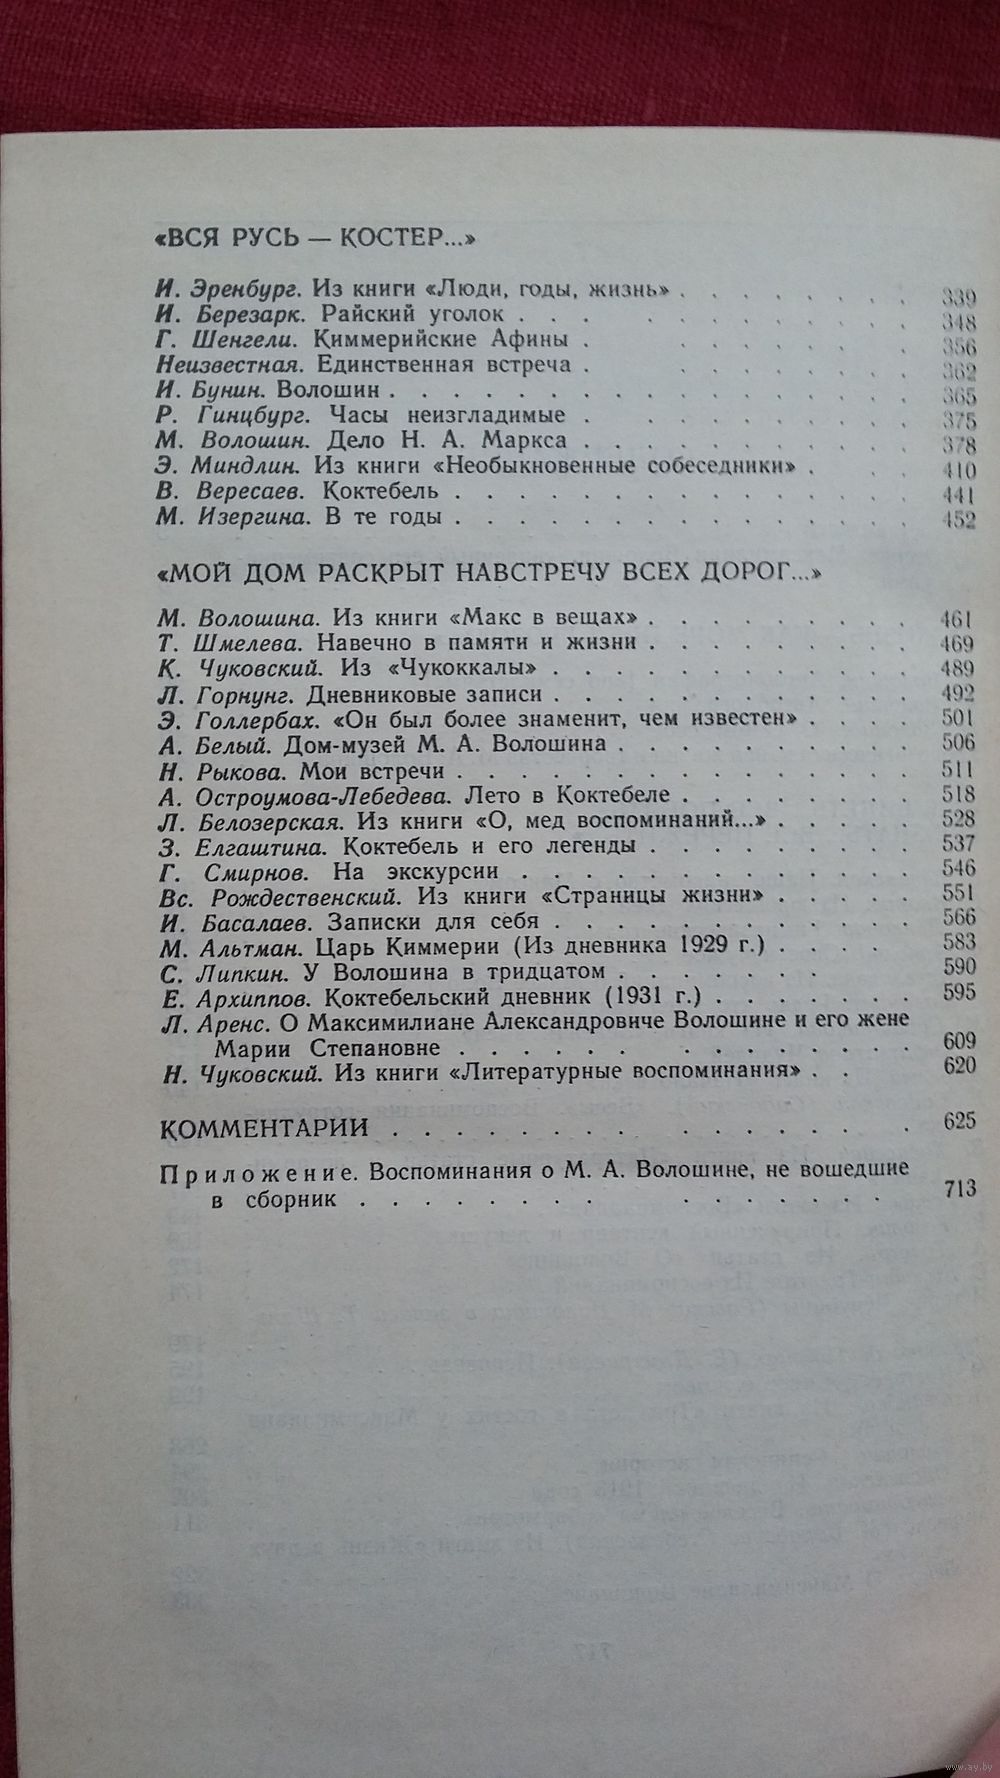 «ВСЯ РУСЬ — КОСТЕР...»
И. Эренбург. Из книги «Люди, годы, жизнь» . . . . . . . . 339
И. Березарк. Райский уголок . . . . . . . . . . 348
Г. Шенгели. Киммерийские Афины . . . . . . . 356
Неизвестная. Единственная встреча . . . . . . . . 362
И. Бунин. Волошин . . . . . . . . . . . . . . . . 365
Р. Гинцбург. Часы неизгладимые . . . . . . . . . 375
М. Волошин. Дело Н. А. Маркса . . . . . . . . . . 378
Э. Миндлин. Из книги «Необыкновенные собеседники» . . . 410
В. Вересаев. Коктебель . . . . . . . . . . . . . . 441
М. Изергина. В те годы . . . . . . . . . . . . . . 452
«МОЙ ДОМ РАСКРЫТ НАВСТРЕЧУ ВСЕХ ДОРОГ...»
М. Волошина. Из книги «Макс в вещах» . . . . . . . . 461
Т. Шмелева. Навечно в памяти и жизни . . . . . . . . 469
К. Чуковский. Из «Чукоккалы» . . . . . . . . . . . 489
Л. Горнунг. Дневниковые записи . . . . . . . . . . . 492
Э. Голлербах. «Он был более знаменит, чем известен» . . . . 501
А. Белый. Дом-музей М. А. Волошина . . . . . . . . . 506
Н. Рыкова. Мои встречи . . . . . . . . . . . . . . 511
А. Остроумова-Лебедева. Лето в Коктебеле . . . . . . . . 518
Л. Белозерская. Из книги «О, мед воспоминаний...» . . . . . 528
З. Елгаштина. Коктебель и его легенды . . . . . . . . 537
Г. Смирнов. На экскурсии . . . . . . . . . . . . 546
Вс. Рождественский. Из книги «Страницы жизни» . . . . . 551
И. Басалаев. Записки для себя . . . . . . . . . . . 566
М. Альтман. Царь Киммерии (Из дневника 1929 г.) . . . . 583
С. Липкин. У Волошина в тридцатом . . . . . . . 590
Е. Архиппов. Коктебельский дневник (1931 г.) . . . . . . . 595
Л. Аренс. О Максимилиане Александровиче Волошине и его жене
Марии Степановне . . . . . . . . . . . . . . 609
Н. Чуковский. Из книги «Литературные воспоминания» . . 620
КОММЕНТАРИИ . . . . . . . . . . . . . . . . 625
Приложение. Воспоминания о М. А. Волошине, не вошедшие
в сборник . . . . . . . . . . . . . . . 713
www.ay.by